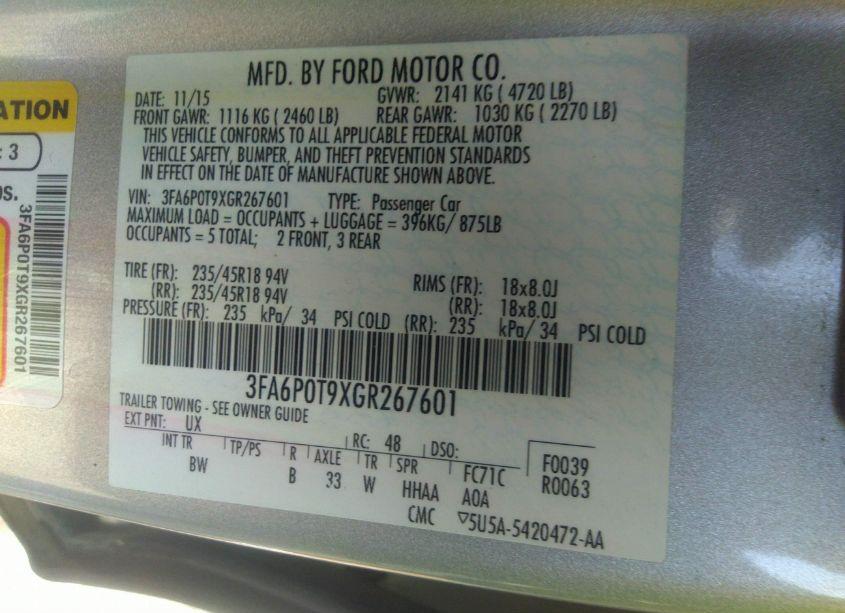 ATION
: 3
OS.
3FA6P0T9XGR267601
MFD. BY FORD MOTOR CO.
DATE: 11/15 GVWR: 2141 KG ( 4720 LB)
FRONT GAWR: 1116 KG ( 2460 LB) REAR GAWR: 1030 KG ( 2270 LB)
THIS VEHICLE CONFORMS TO ALL APPLICABLE FEDERAL MOTOR
VEHICLE SAFETY, BUMPER, AND THEFT PREVENTION STANDARDS
IN EFFECT ON THE DATE OF MANUFACTURE SHOWN ABOVE.
VIN: 3FA6P0T9XGR267601 TYPE: Passenger Car
MAXIMUM LOAD = OCCUPANTS + LUGGAGE = 396KG/ 875LB
OCCUPANTS = 5 TOTAL; 2 FRONT, 3 REAR
TIRE (FR): 235/45R18 94V RIMS (FR): 18x8.0J
(RR): 235/45R18 94V (RR): 18x8.0J
PRESSURE (FR): 235 kPa/ 34 PSI COLD (RR): 235 kPa/ 34 PSI COLD
3FA6P0T9XGR267601
TRAILER TOWING - SEE OWNER GUIDE
EXT PNT: UX RC: 48 DSO:
INT TR TP/PS R AXLE TR SPR FC71C F0039
BW B 33 W HHAA A0A R0063
CMC ▽5U5A-5420472-AA